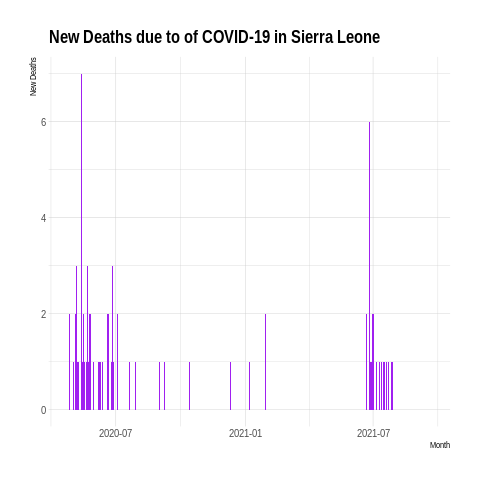 New Deaths due to of COVID-19 in Sierra Leone
New Deaths
6
4
2
0
2020-07
2021-01
2021-07
Month